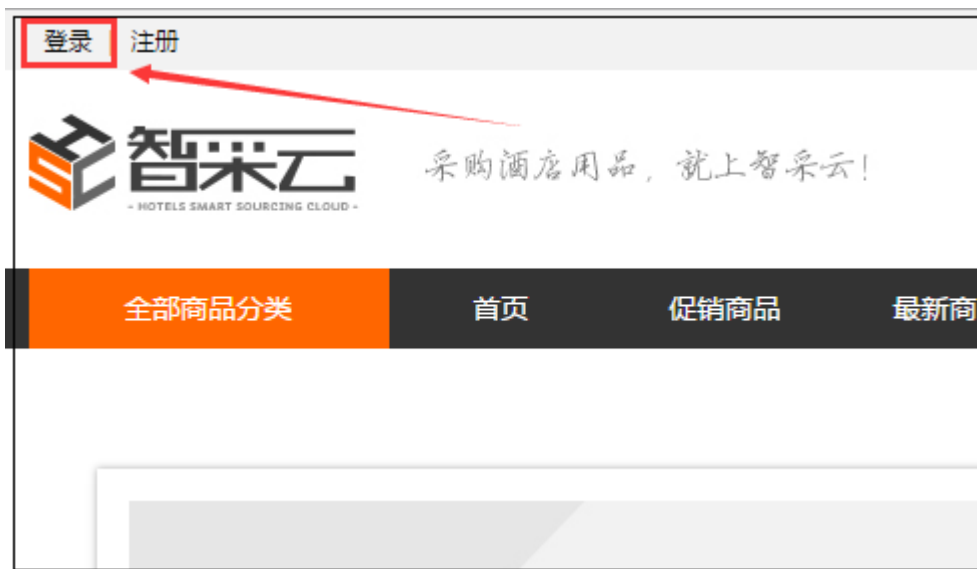 登录 注册
智采云
- HOTELS SMART SOURCING CLOUD -
采购酒店用品，就上智采云！
全部商品分类 首页 促销商品 最新商